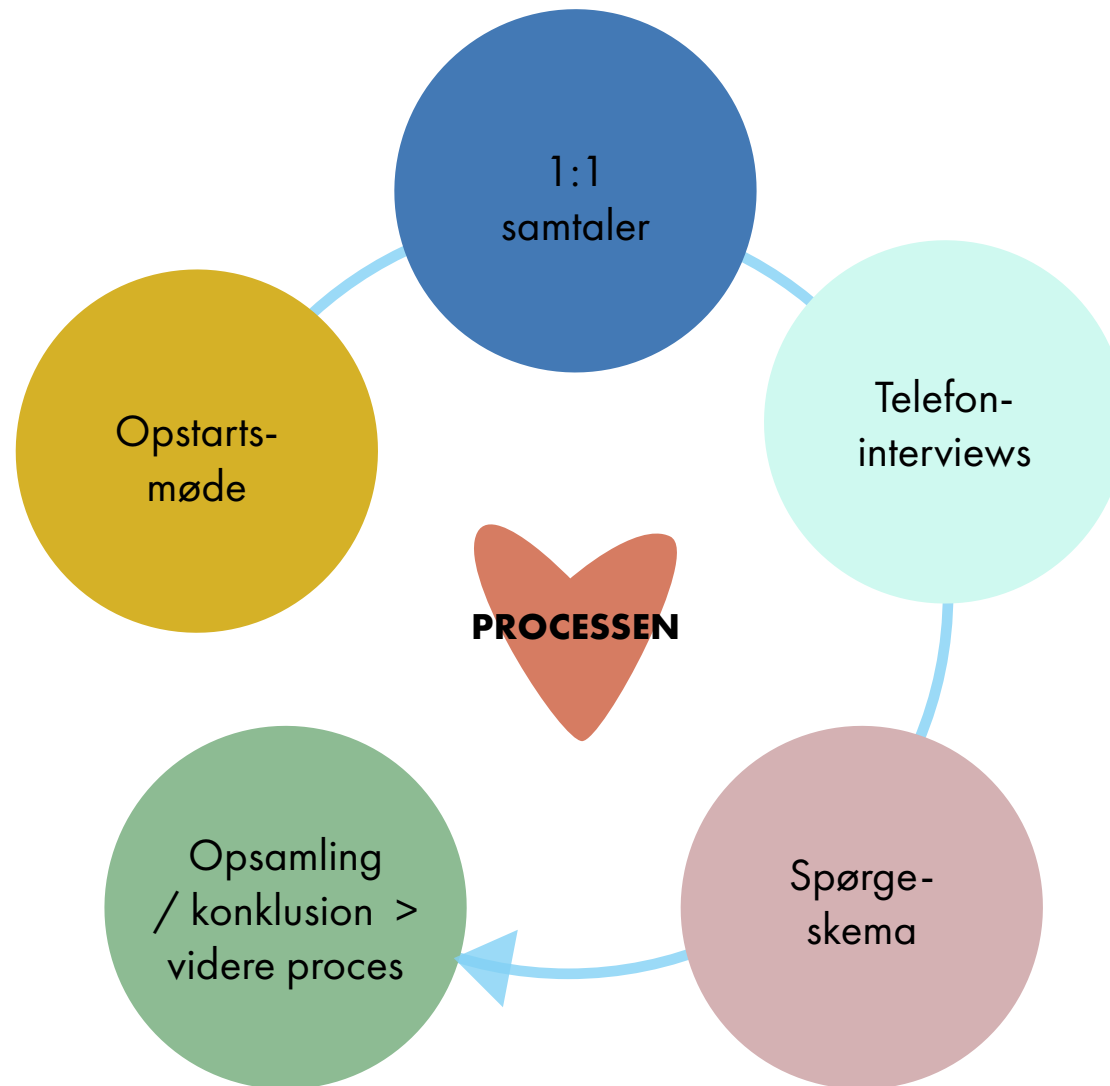 1:1
samtaler
Opstarts-
møde
Telefon-
interviews
PROCESSEN
Spørge-
skema
Opsamling
/ konklusion >
videre proces